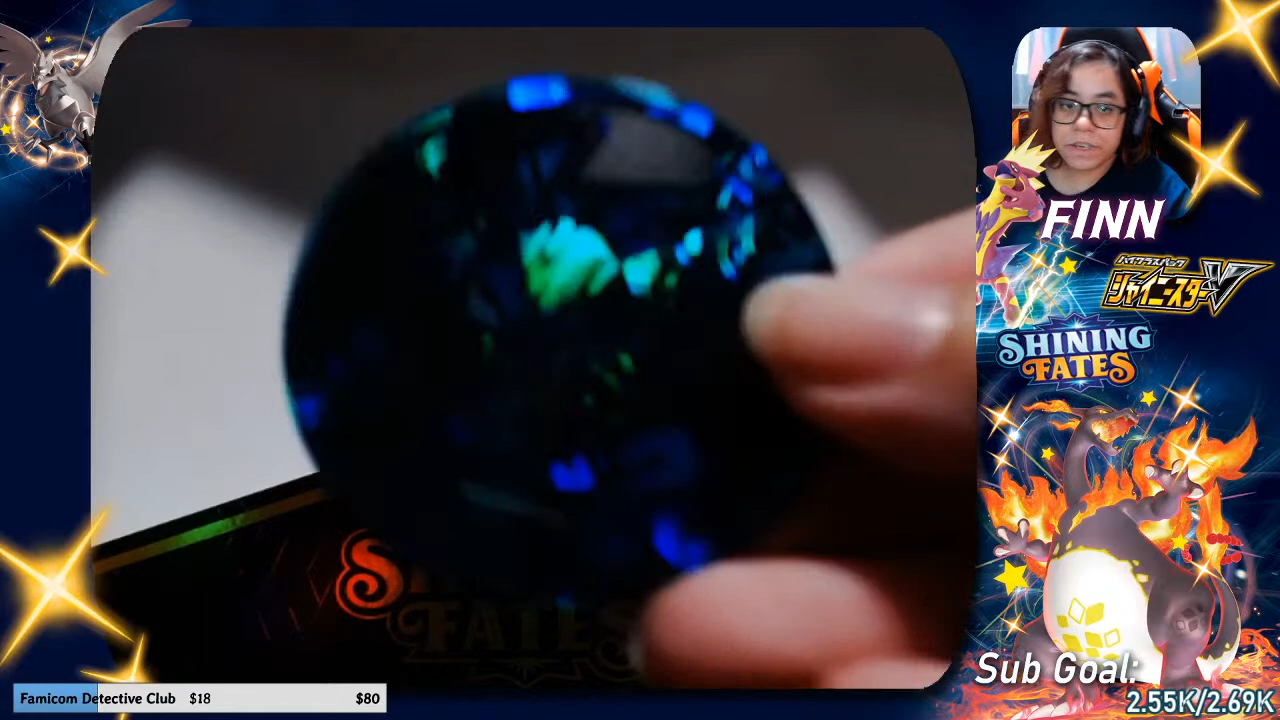 FINN
ハイクラスパック
シャイニースターV
SHINING
FATES
S
FATES
Sub Goal:
2.55K/2.69K
Famicom Detective Club $18 $80